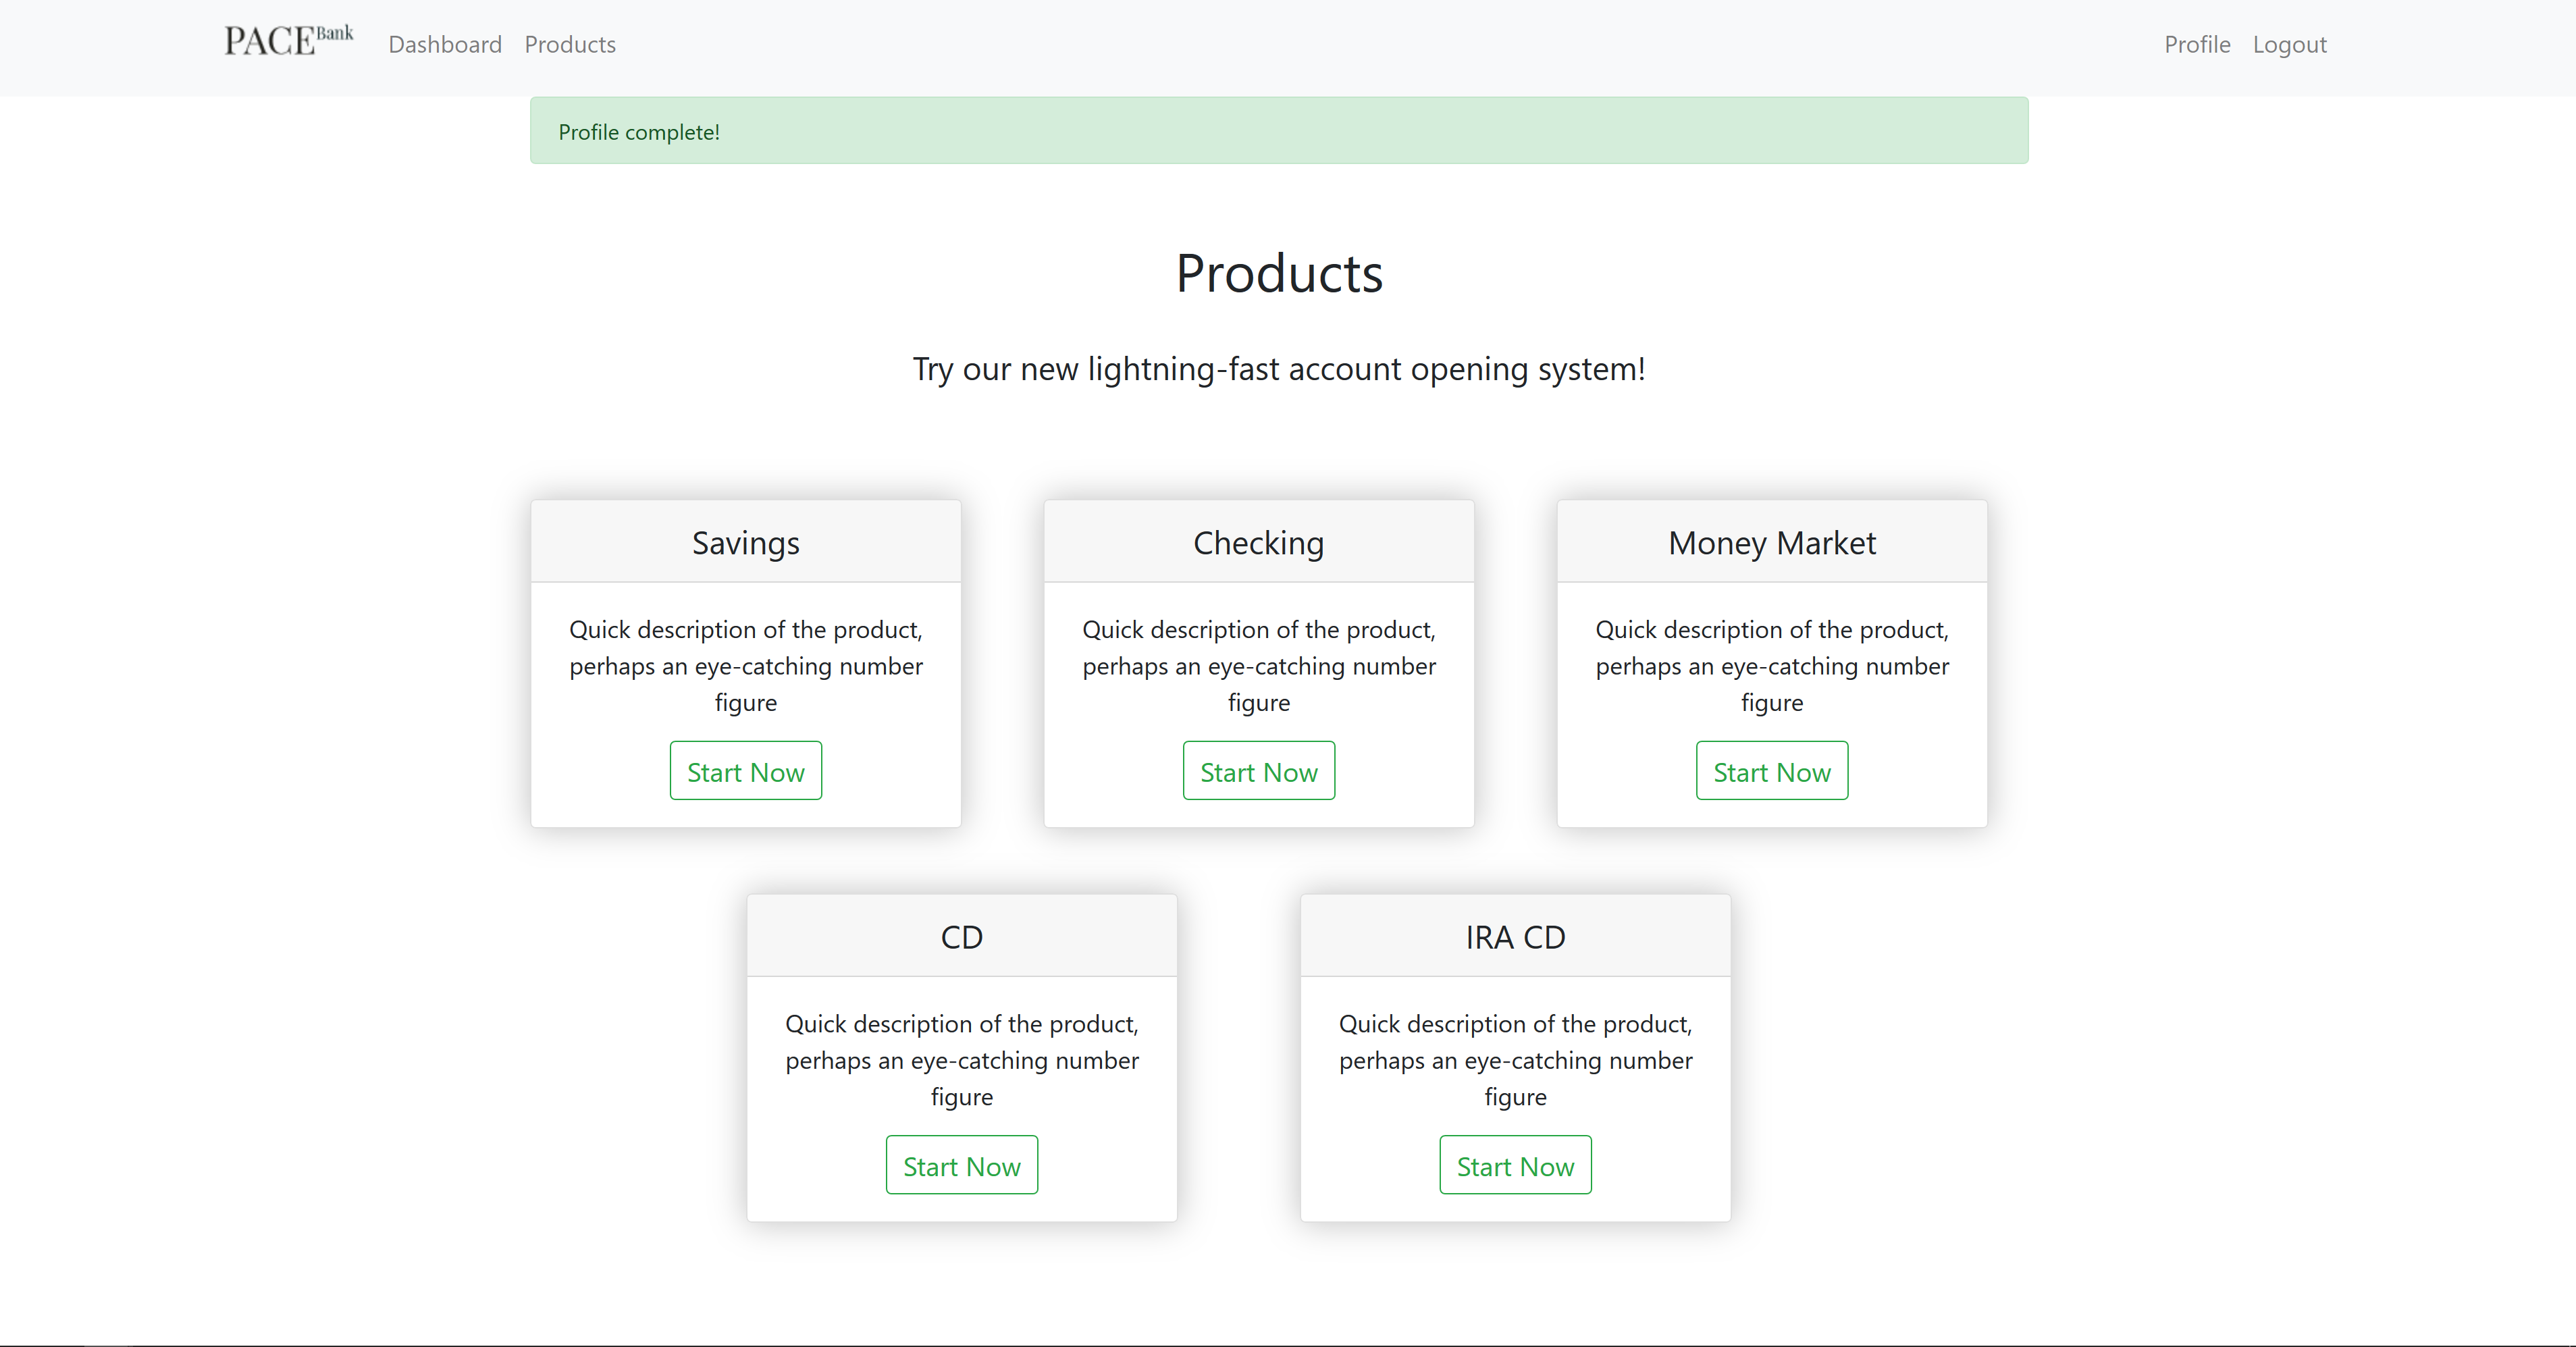 PACE Bank Dashboard Products Profile Logout
Profile complete!
Products
Try our new lightning-fast account opening system!
Savings
Quick description of the product,
perhaps an eye-catching number
figure
Start Now
Checking
Quick description of the product,
perhaps an eye-catching number
figure
Start Now
Money Market
Quick description of the product,
perhaps an eye-catching number
figure
Start Now
CD
Quick description of the product,
perhaps an eye-catching number
figure
Start Now
IRA CD
Quick description of the product,
perhaps an eye-catching number
figure
Start Now